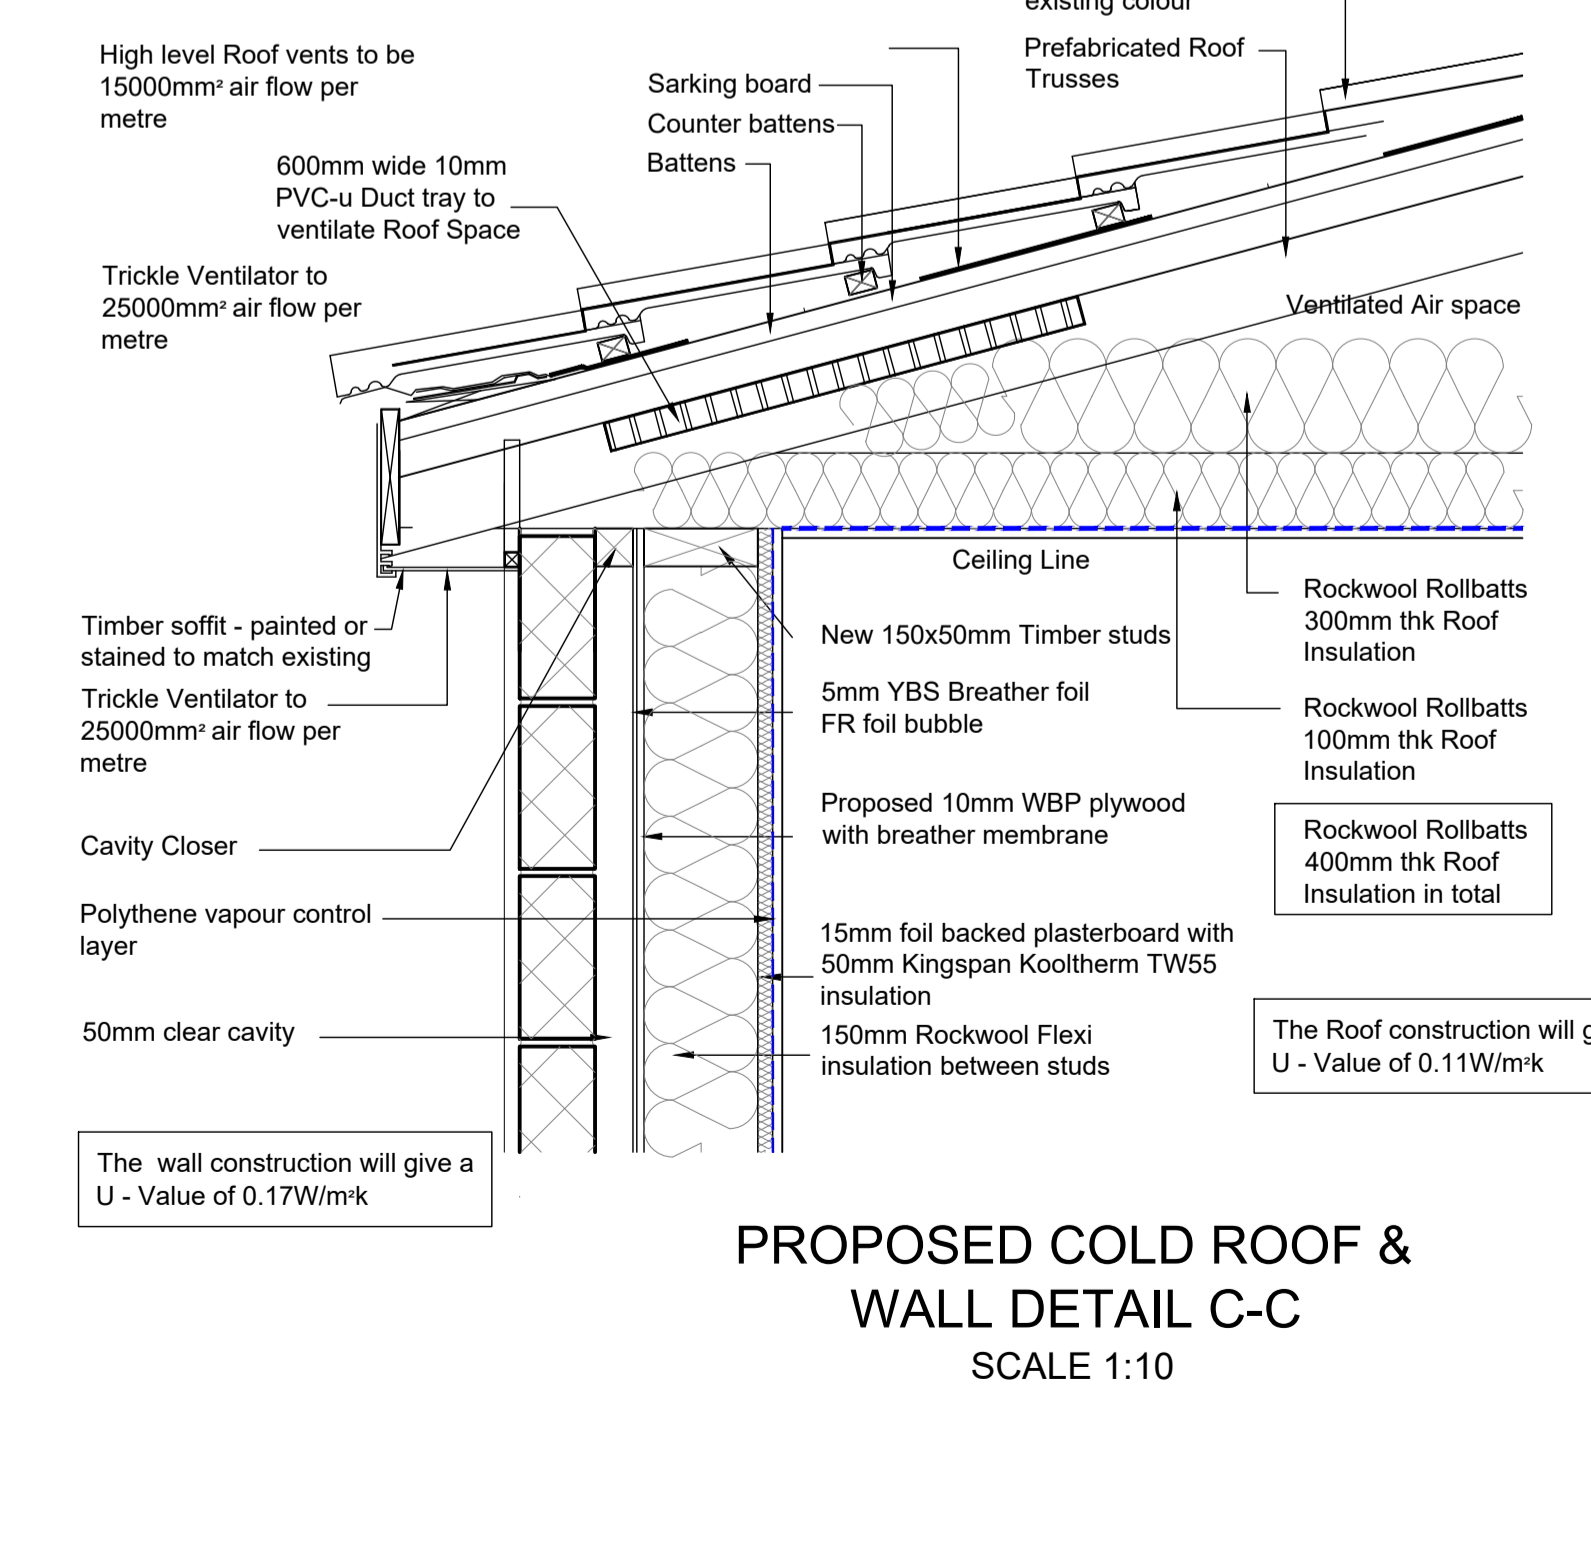 existing colour
High level Roof vents to be
15000mm² air flow per
metre
Prefabricated Roof
Trusses
Sarking board
Counter battens
Battens
600mm wide 10mm
PVC-u Duct tray to
ventilate Roof Space
Trickle Ventilator to
25000mm² air flow per
metre
Ventilated Air space
Ceiling Line
Timber soffit - painted or
stained to match existing
Trickle Ventilator to
25000mm² air flow per
metre
Cavity Closer
Polythene vapour control
layer
50mm clear cavity
The wall construction will give a
U - Value of 0.17W/m²k
New 150x50mm Timber studs
5mm YBS Breather foil
FR foil bubble
Proposed 10mm WBP plywood
with breather membrane
15mm foil backed plasterboard with
50mm Kingspan Kooltherm TW55
insulation
150mm Rockwool Flexi
insulation between studs
Rockwool Rollbatts
300mm thk Roof
Insulation
Rockwool Rollbatts
100mm thk Roof
Insulation
Rockwool Rollbatts
400mm thk Roof
Insulation in total
The Roof construction will
U - Value of 0.11W/m²k
PROPOSED COLD ROOF &
WALL DETAIL C-C
SCALE 1:10